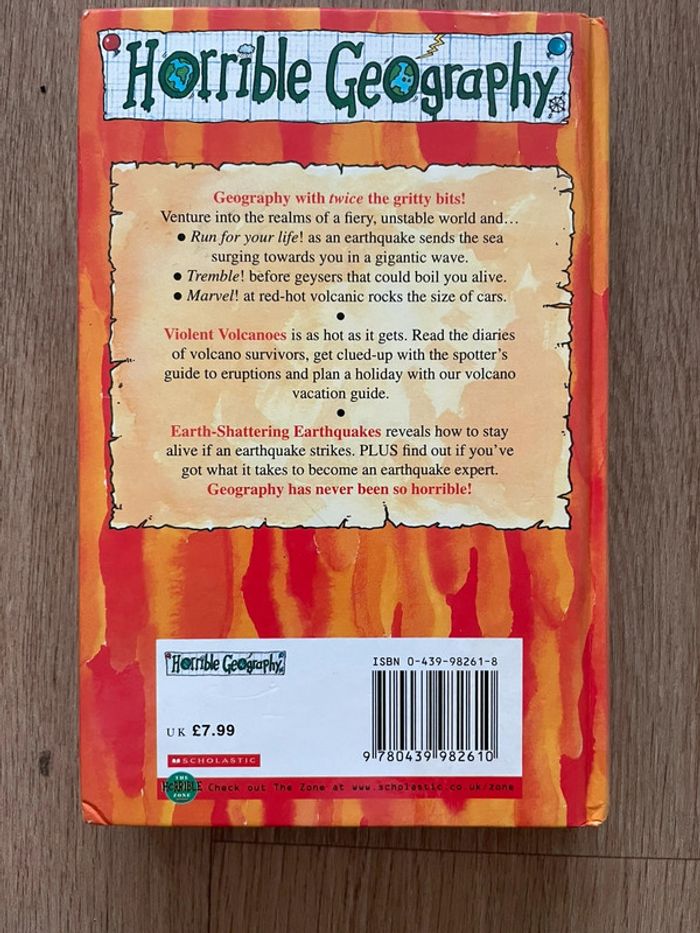 Horrible Geography
Geography with twice the gritty bits!
Venture into the realms of a fiery, unstable world and...
● Run for your life! as an earthquake sends the sea
surging towards you in a gigantic wave.
● Tremble! before geysers that could boil you alive.
● Marvel! at red-hot volcanic rocks the size of cars.
●
Violent Volcanoes is as hot as it gets. Read the diaries
of volcano survivors, get clued-up with the spotter's
guide to eruptions and plan a holiday with our volcano
vacation guide.
●
Earth-Shattering Earthquakes reveals how to stay
alive if an earthquake strikes. PLUS find out if you've
got what it takes to become an earthquake expert.
Geography has never been so horrible!
Horrible Geography
ISBN 0-439-98261-8
UK £7.99
SCHOLASTIC
9 780439 982610
THE
HORRIBLE
ZONE
Check out The Zone at www.scholastic.co.uk/zone